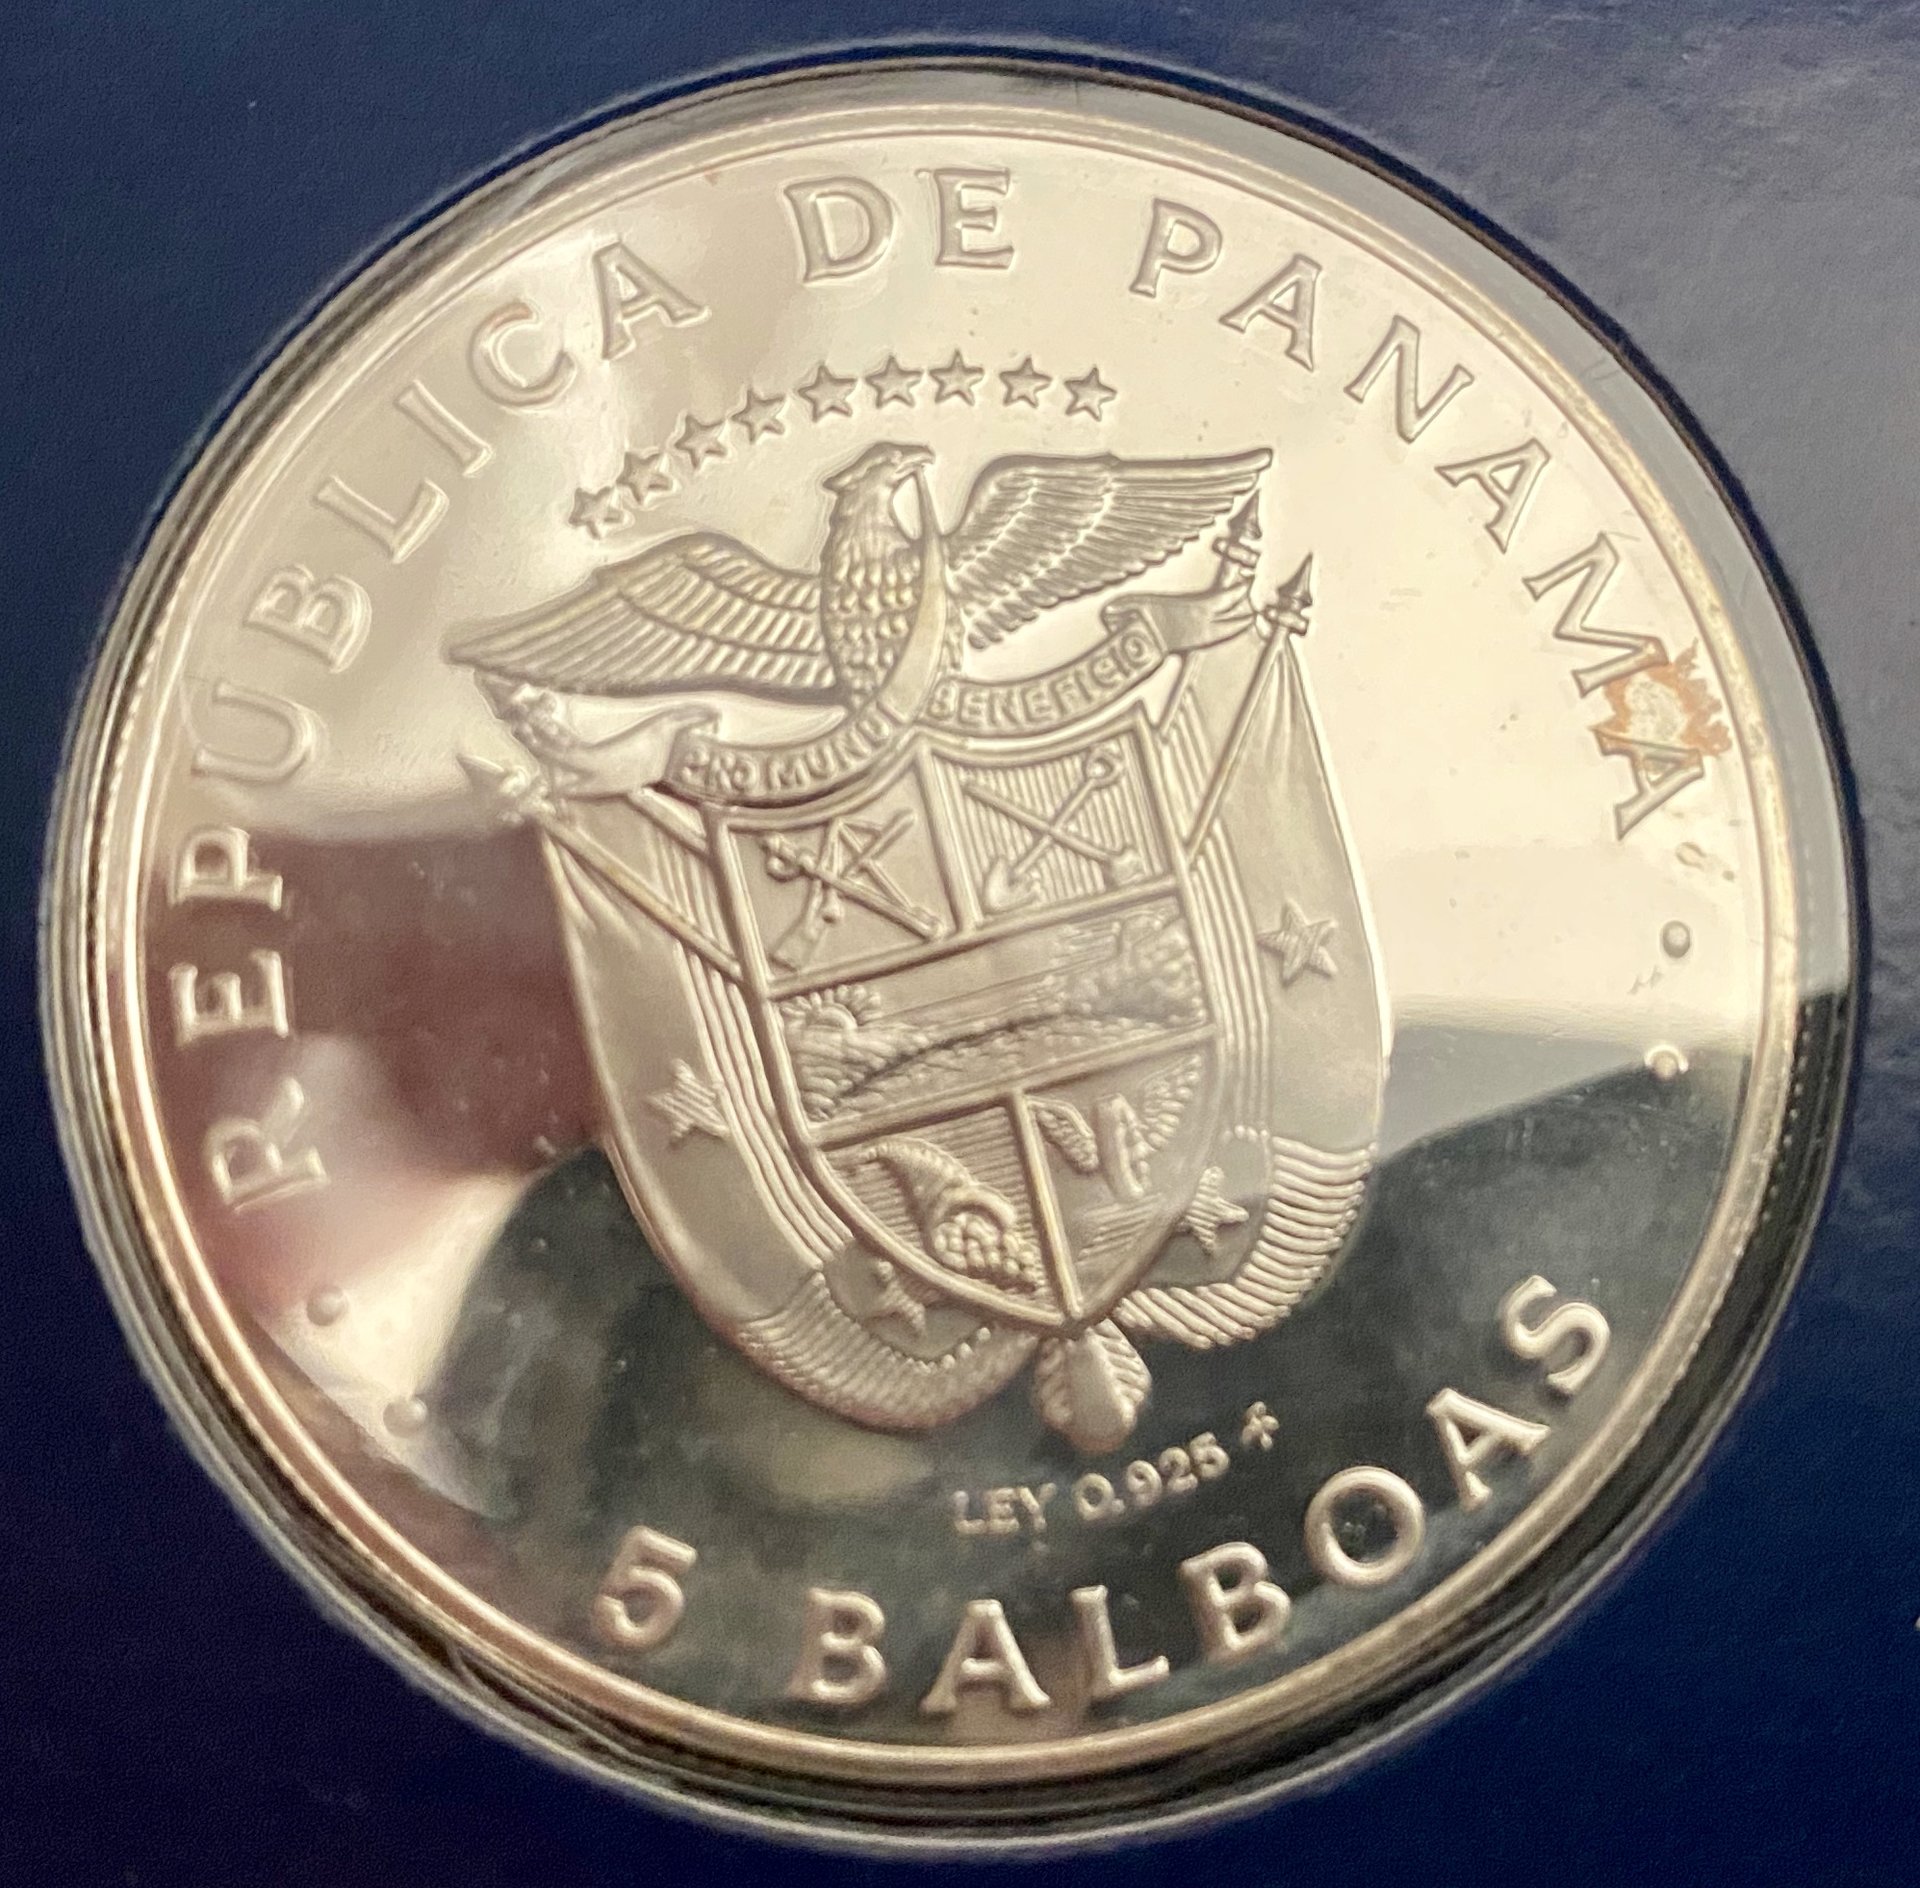 REPUBLICA DE PANAMA
PRO MUNDI BENEFICIO
LEY 0.925
5 BALBOAS